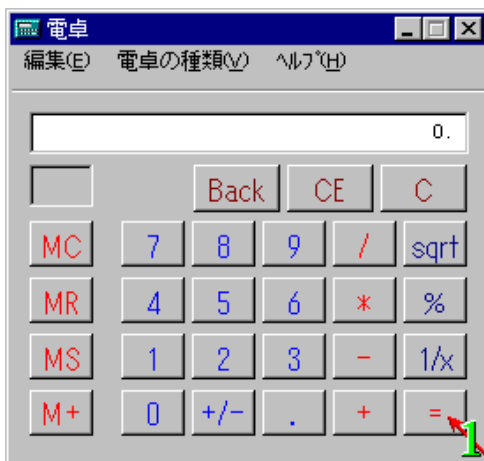 電卓
編集(E) 電卓の種類(V) ﾍﾙﾌﾟ(H)
0.
Back CE C
MC 7 8 9 / sqrt
MR 4 5 6 * %
MS 1 2 3 - 1/x
M+ 0 +/- . + =
1